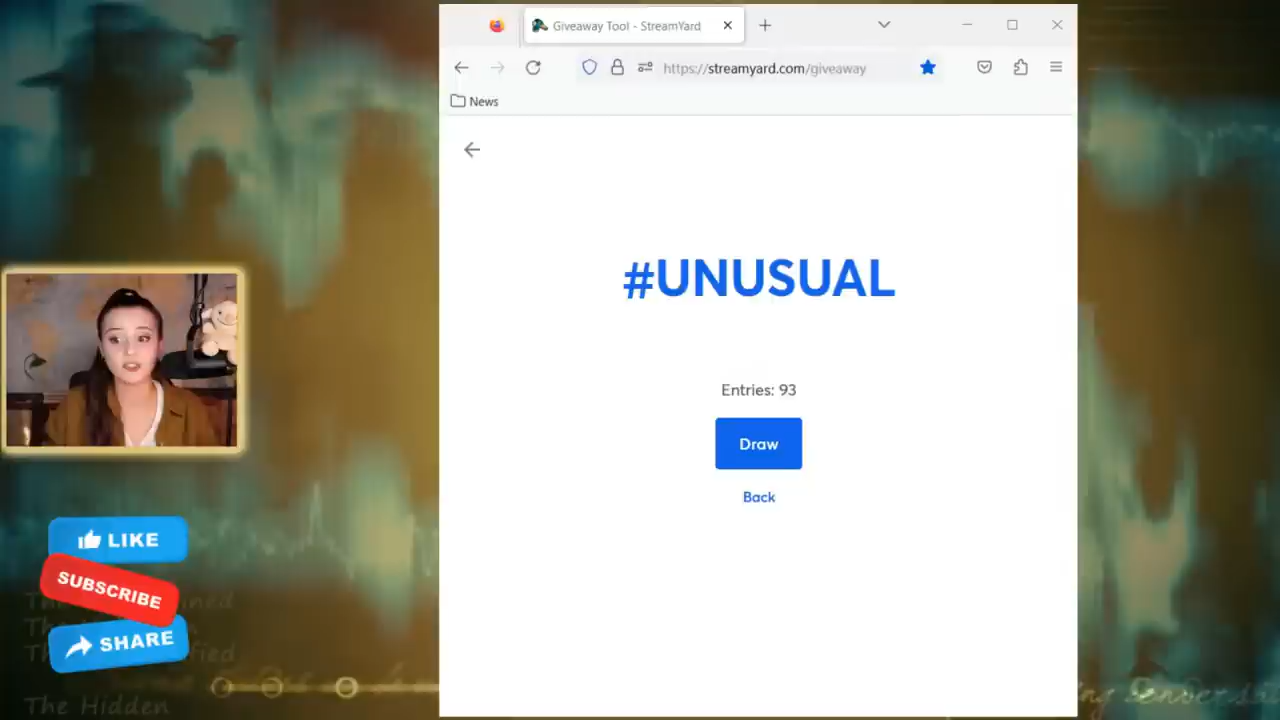 Giveaway Tool - StreamYard
https://streamyard.com/giveaway
News
#UNUSUAL
Entries: 93
Draw
Back
LIKE
SUBSCRIBE
SHARE
The Hidden